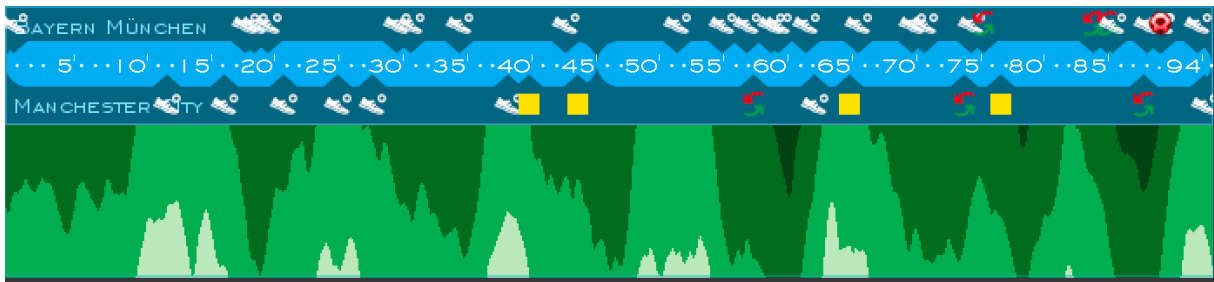 BAYERN MÜNCHEN
5' 10' 15' 20' 25' 30' 35' 40' 45' 50' 55' 60' 65' 70' 75' 80' 85' 94'
MANCHESTER CITY